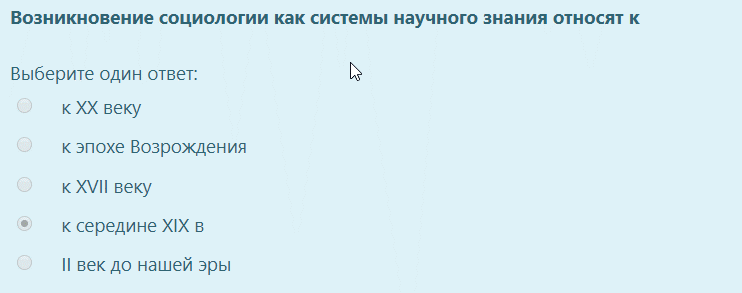 Возникновение социологии как системы научного знания относят к
Выберите один ответ:
к XX веку
к эпохе Возрождения
к XVII веку
к середине XIX в
II век до нашей эры